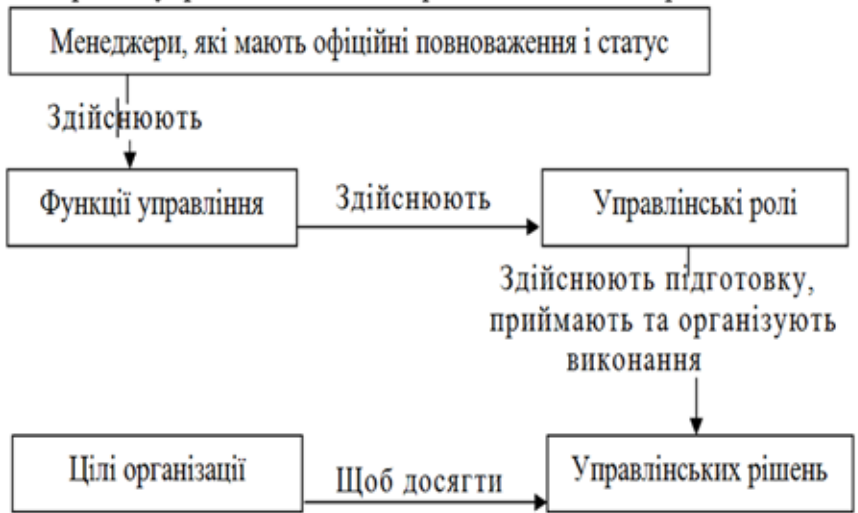 Менеджери, які мають офіційні повноваження і статус
Здійснюють
Функції управління
Здійснюють
Управлінські ролі
Здійснюють підготовку,
приймають та організують
виконання
Цілі організації
Щоб досягти
Управлінських рішень